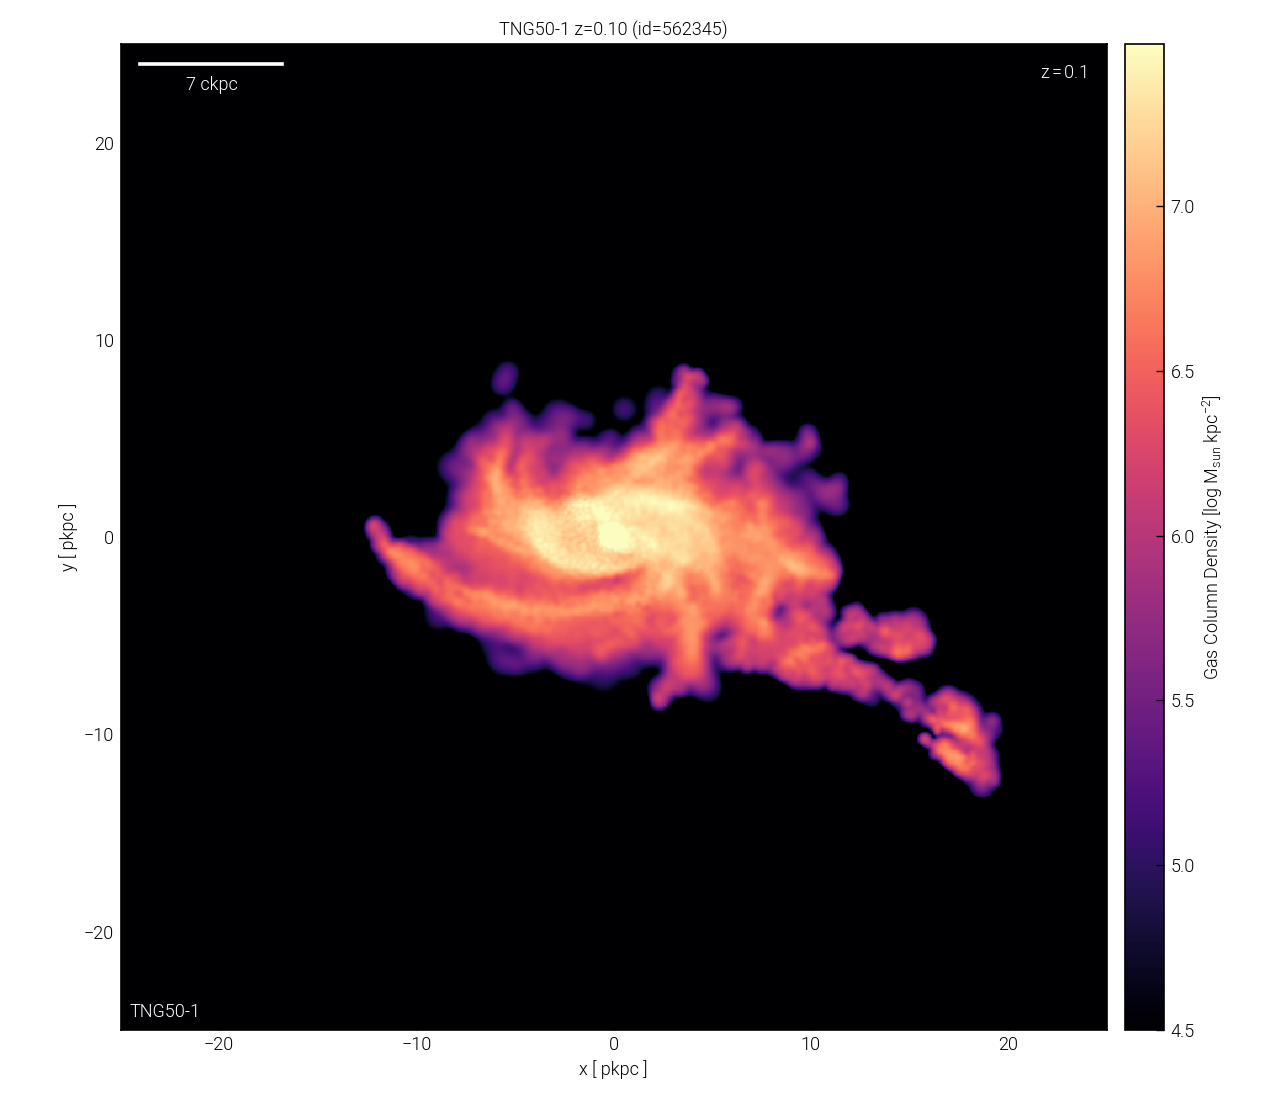 TNG50-1 z=0.10 (id=562345)
7 ckpc
z=0.1
20
10
0
−10
−20
y [ pkpc ]
TNG50-1
−20
−10
0
10
20
x [ pkpc ]
7.0
6.5
6.0
5.5
5.0
4.5
Gas Column Density [log M_sun kpc⁻²]